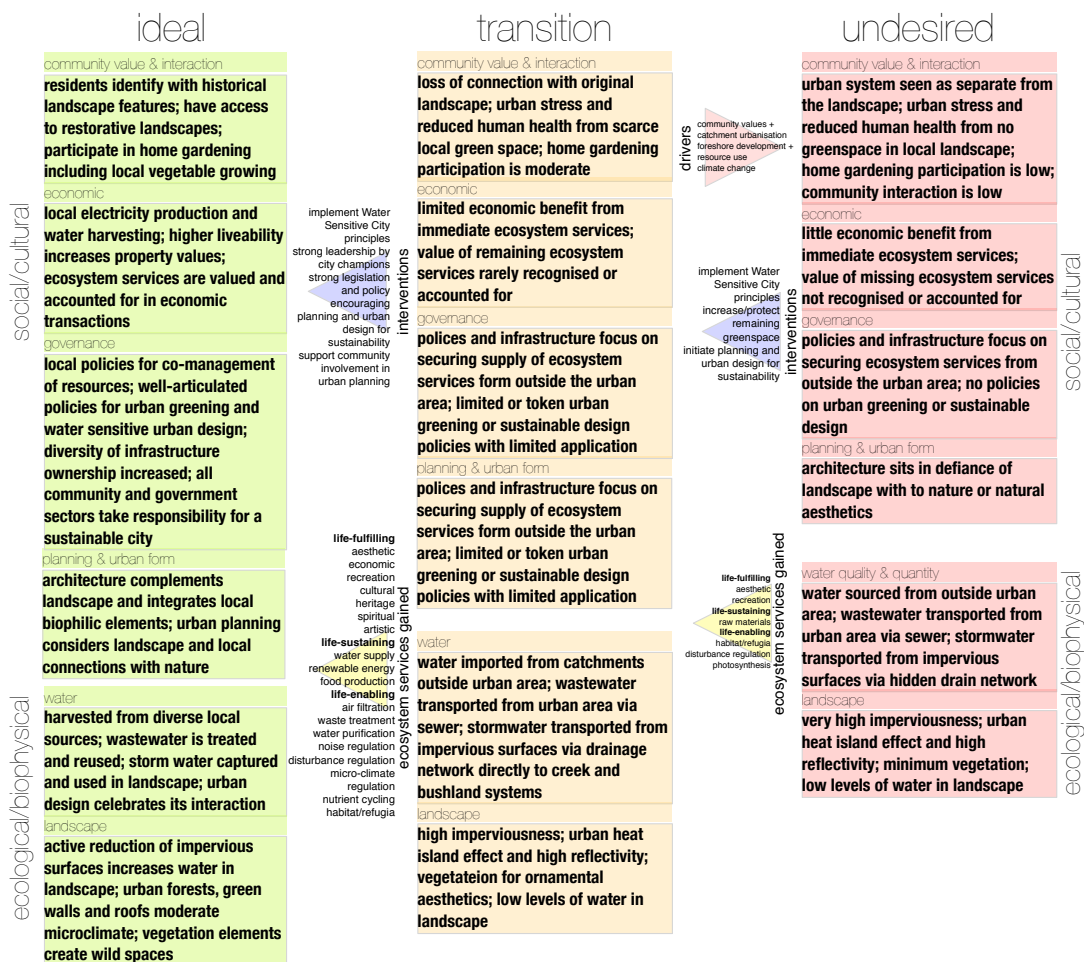 ideal
community value & interaction
residents identify with historical
landscape features; have access
to restorative landscapes;
participate in home gardening
including local vegetable growing
economic
local electricity production and
water harvesting; higher liveability
increases property values;
ecosystem services are valued and
accounted for in economic
transactions
governance
local policies for co-management
of resources; well-articulated
policies for urban greening and
water sensitive urban design;
diversity of infrastructure
ownership increased; all
community and government
sectors take responsibility for a
sustainable city
planning & urban form
architecture complements
landscape and integrates local
biophilic elements; urban planning
considers landscape and local
connections with nature
water
harvested from diverse local
sources; wastewater is treated
and reused; storm water captured
and used in landscape; urban
design celebrates its interaction
landscape
active reduction of impervious
surfaces increases water in
landscape; urban forests, green
walls and roofs moderate
microclimate; vegetation elements
create wild spaces
social/cultural
ecological/biophysical
implement Water
Sensitive City
principles
strong leadership by
city champions
strong legislation
and policy
encouraging
planning and urban
design for
sustainability
support community
involvement in
urban planning
interventions
life-fulfilling
aesthetic
economic
recreation
cultural
heritage
spiritual
artistic
life-sustaining
water supply
renewable energy
food production
life-enabling
air filtration
waste treatment
water purification
noise regulation
disturbance regulation
micro-climate
regulation
nutrient cycling
habitat/refugia
ecosystem services gained
transition
community value & interaction
loss of connection with original
landscape; urban stress and
reduced human health from scarce
local green space; home gardening
participation is moderate
economic
limited economic benefit from
immediate ecosystem services;
value of remaining ecosystem
services rarely recognised or
accounted for
governance
polices and infrastructure focus on
securing supply of ecosystem
services form outside the urban
area; limited or token urban
greening or sustainable design
policies with limited application
planning & urban form
polices and infrastructure focus on
securing supply of ecosystem
services form outside the urban
area; limited or token urban
greening or sustainable design
policies with limited application
water
water imported from catchments
outside urban area; wastewater
transported from urban area via
sewer; stormwater transported from
impervious surfaces via drainage
network directly to creek and
bushland systems
landscape
high imperviousness; urban heat
island effect and high reflectivity;
vegetateion for ornamental
aesthetics; low levels of water in
landscape
drivers
community values +
catchment urbanisation
foreshore development +
resource use
climate change
implement Water
Sensitive City
principles
increase/protect
remaining
greenspace
initiate planning and
urban design for
sustainability
interventions
life-fulfilling
aesthetic
recreation
life-sustaining
raw materials
life-enabling
habitat/refugia
disturbance regulation
photosynthesis
ecosystem services gained
undesired
community value & interaction
urban system seen as separate from
the landscape; urban stress and
reduced human health from no
greenspace in local landscape;
home gardening participation is low;
community interaction is low
economic
little economic benefit from
immediate ecosystem services;
value of missing ecosystem services
not recognised or accounted for
governance
policies and infrastructure focus on
securing ecosystem services from
outside the urban area; no policies
on urban greening or sustainable
design
planning & urban form
architecture sits in defiance of
landscape with to nature or natural
aesthetics
water quality & quantity
water sourced from outside urban
area; wastewater transported from
urban area via sewer; stormwater
transported from impervious
surfaces via hidden drain network
landscape
very high imperviousness; urban
heat island effect and high
reflectivity; minimum vegetation;
low levels of water in landscape
social/cultural
ecological/biophysical